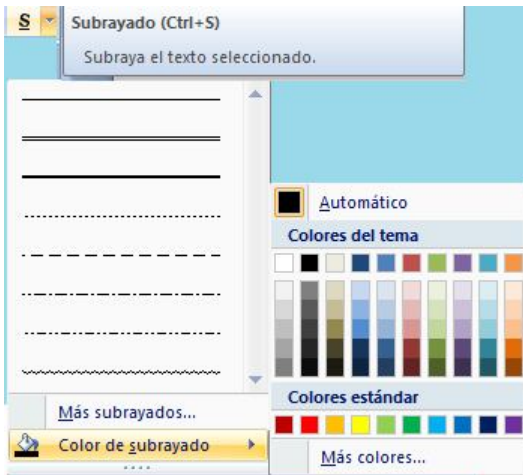 S
Subrayado (Ctrl+S)
Subraya el texto seleccionado.
Automático
Colores del tema
Colores estándar
Más subrayados...
Color de subrayado
Más colores...